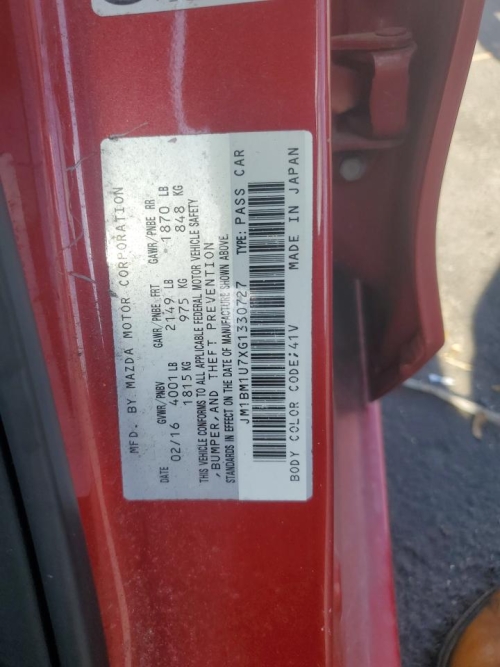 MFD. BY MAZDA MOTOR CORPORATION
DATE GVWR/PNBV GAWR/PNBE FRT GAWR/PNBE RR
02/16 4001 LB 2149 LB 1870 LB
1815 KG 975 KG 848 KG
THIS VEHICLE CONFORMS TO ALL APPLICABLE FEDERAL MOTOR VEHICLE SAFETY
,BUMPER,AND THEFT PREVENTION
STANDARDS IN EFFECT ON THE DATE OF MANUFACTURE SHOWN ABOVE.
JM1BM1U7XG1330727 TYPE: PASS CAR
BODY COLOR CODE;41V MADE IN JAPAN